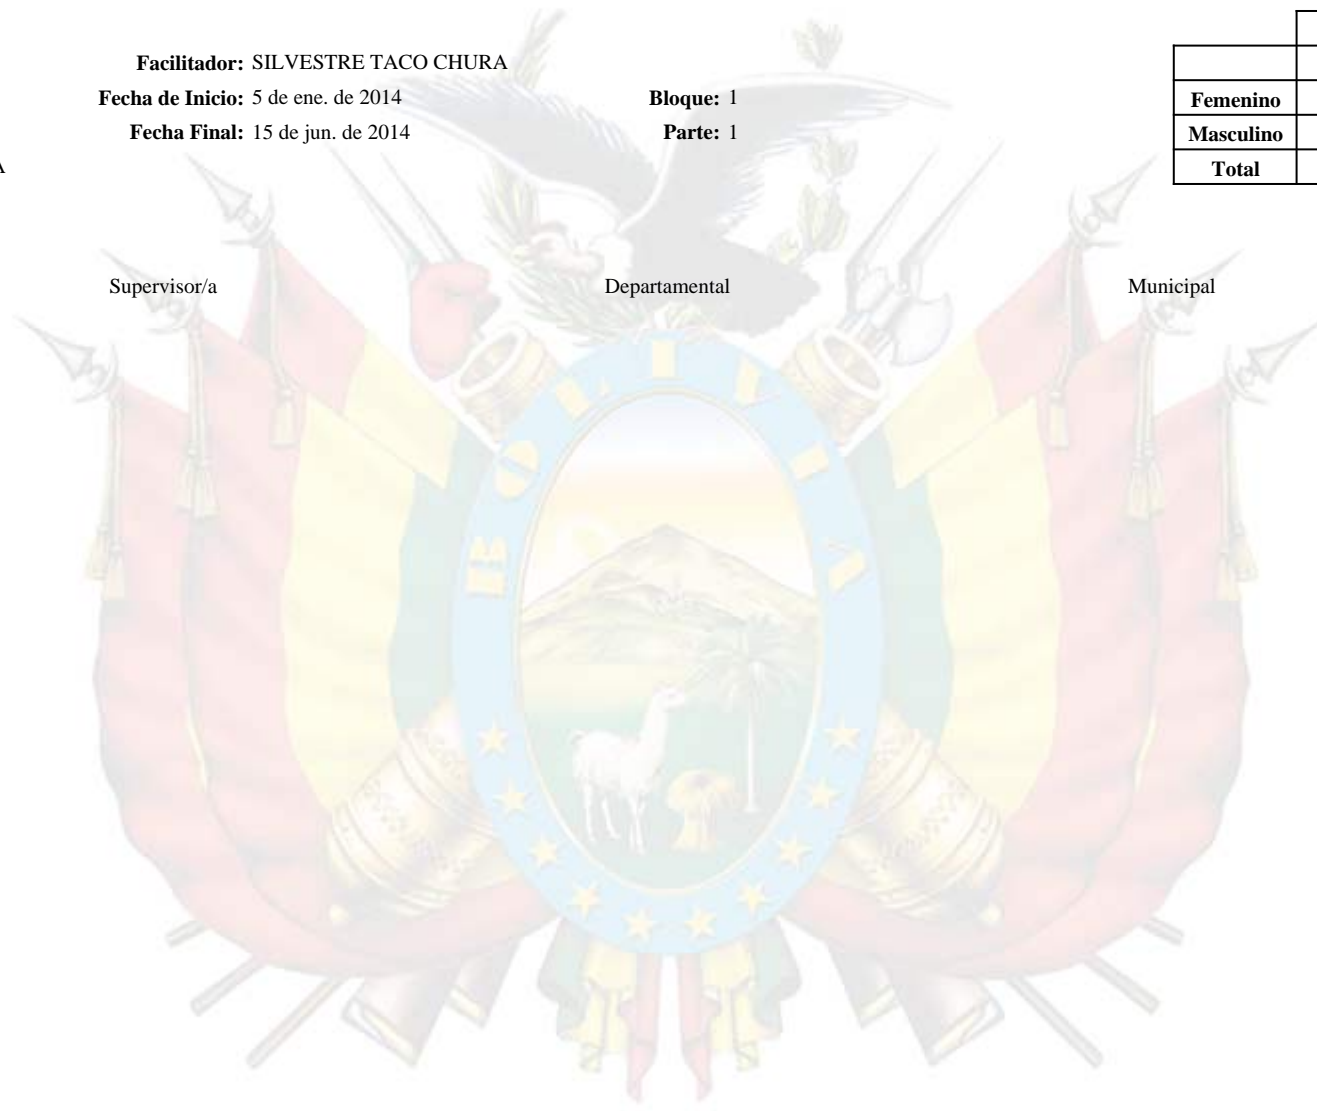 Facilitador: SILVESTRE TACO CHURA
Fecha de Inicio: 5 de ene. de 2014 Bloque: 1
Femenino
Fecha Final: 15 de jun. de 2014 Parte: 1
Masculino
A
Total
Supervisor/a Departamental Municipal
BOLIVIA